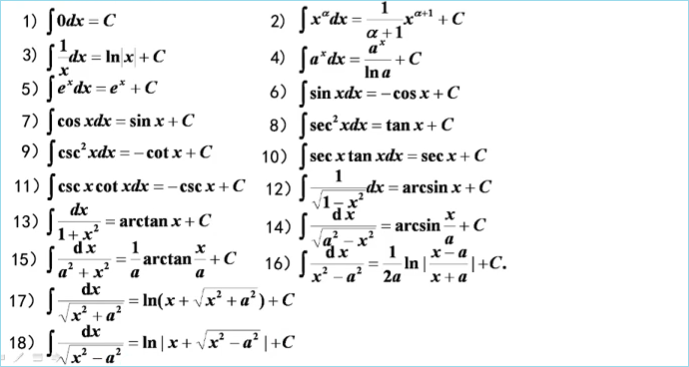 1) ∫0dx = C 2) ∫x^α dx = 1/(α+1) x^(α+1) + C
3) ∫1/x dx = ln|x| + C 4) ∫a^x dx = a^x/ln a + C
5) ∫e^x dx = e^x + C 6) ∫sin xdx = −cos x + C
7) ∫cos xdx = sin x + C 8) ∫sec² xdx = tan x + C
9) ∫csc² xdx = −cot x + C 10) ∫sec x tan xdx = sec x + C
11) ∫csc x cot xdx = −csc x + C 12) ∫1/√(1−x²) dx = arcsin x + C
13) ∫dx/(1+x²) = arctan x + C 14) ∫dx/√(a²−x²) = arcsin x/a + C
15) ∫dx/(a²+x²) = 1/a arctan x/a + C 16) ∫dx/(x²−a²) = 1/2a ln|(x−a)/(x+a)|+C.
17) ∫dx/√(x²+a²) = ln(x+√(x²+a²))+C
18) ∫dx/√(x²−a²) = ln|x+√(x²−a²)|+C